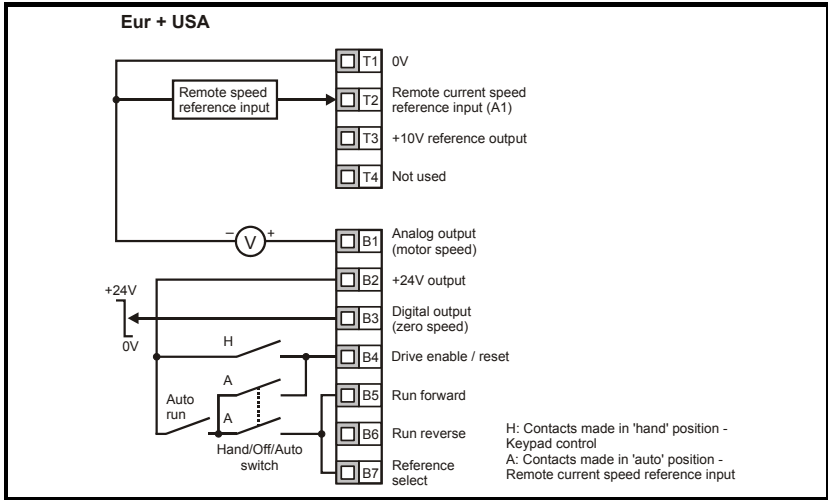 Eur + USA
T1 0V
Remote speed
reference input
T2 Remote current speed
reference input (A1)
T3 +10V reference output
T4 Not used
– V +
B1 Analog output
(motor speed)
B2 +24V output
+24V
0V
B3 Digital output
(zero speed)
H
B4 Drive enable / reset
A
Auto
run
B5 Run forward
A
B6 Run reverse
Hand/Off/Auto
switch
B7 Reference
select
H: Contacts made in 'hand' position -
Keypad control
A: Contacts made in 'auto' position -
Remote current speed reference input